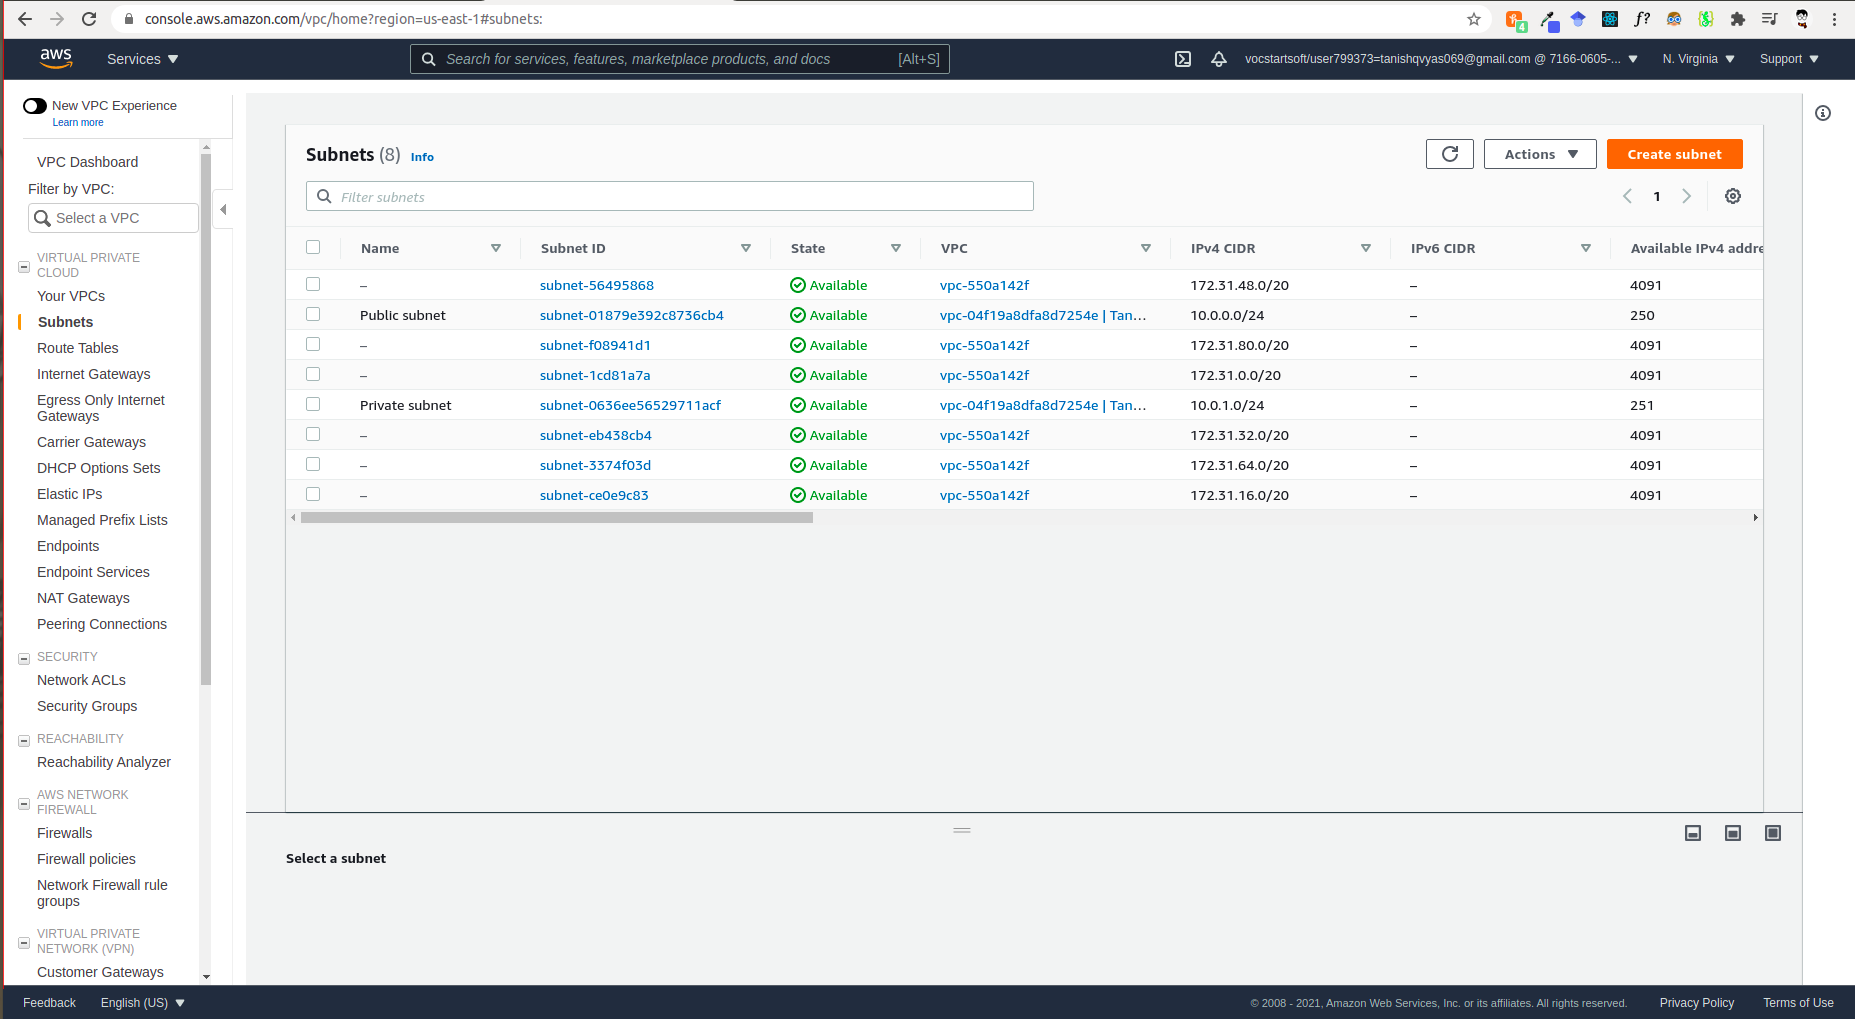 console.aws.amazon.com/vpc/home?region=us-east-1#subnets:
4
f?
aws
Services
Search for services, features, marketplace products, and docs [Alt+S]
vocstartsoft/user799373=tanishqvyas069@gmail.com @ 7166-0605-...
N. Virginia
Support
New VPC Experience
Learn more
VPC Dashboard
Filter by VPC:
Select a VPC
VIRTUAL PRIVATE
CLOUD
Your VPCs
Subnets
Route Tables
Internet Gateways
Egress Only Internet
Gateways
Carrier Gateways
DHCP Options Sets
Elastic IPs
Managed Prefix Lists
Endpoints
Endpoint Services
NAT Gateways
Peering Connections
SECURITY
Network ACLs
Security Groups
REACHABILITY
Reachability Analyzer
AWS NETWORK
FIREWALL
Firewalls
Firewall policies
Network Firewall rule
groups
VIRTUAL PRIVATE
NETWORK (VPN)
Customer Gateways
Subnets (8) Info
Actions
Create subnet
Filter subnets
1
Name Subnet ID State VPC IPv4 CIDR IPv6 CIDR Available IPv4 addre
– subnet-56495868 Available vpc-550a142f 172.31.48.0/20 – 4091
Public subnet subnet-01879e392c8736cb4 Available vpc-04f19a8dfa8d7254e | Tan... 10.0.0.0/24 – 250
– subnet-f08941d1 Available vpc-550a142f 172.31.80.0/20 – 4091
– subnet-1cd81a7a Available vpc-550a142f 172.31.0.0/20 – 4091
Private subnet subnet-0636ee56529711acf Available vpc-04f19a8dfa8d7254e | Tan... 10.0.1.0/24 – 251
– subnet-eb438cb4 Available vpc-550a142f 172.31.32.0/20 – 4091
– subnet-3374f03d Available vpc-550a142f 172.31.64.0/20 – 4091
– subnet-ce0e9c83 Available vpc-550a142f 172.31.16.0/20 – 4091
Select a subnet
Feedback
English (US)
© 2008 - 2021, Amazon Web Services, Inc. or its affiliates. All rights reserved.
Privacy Policy
Terms of Use